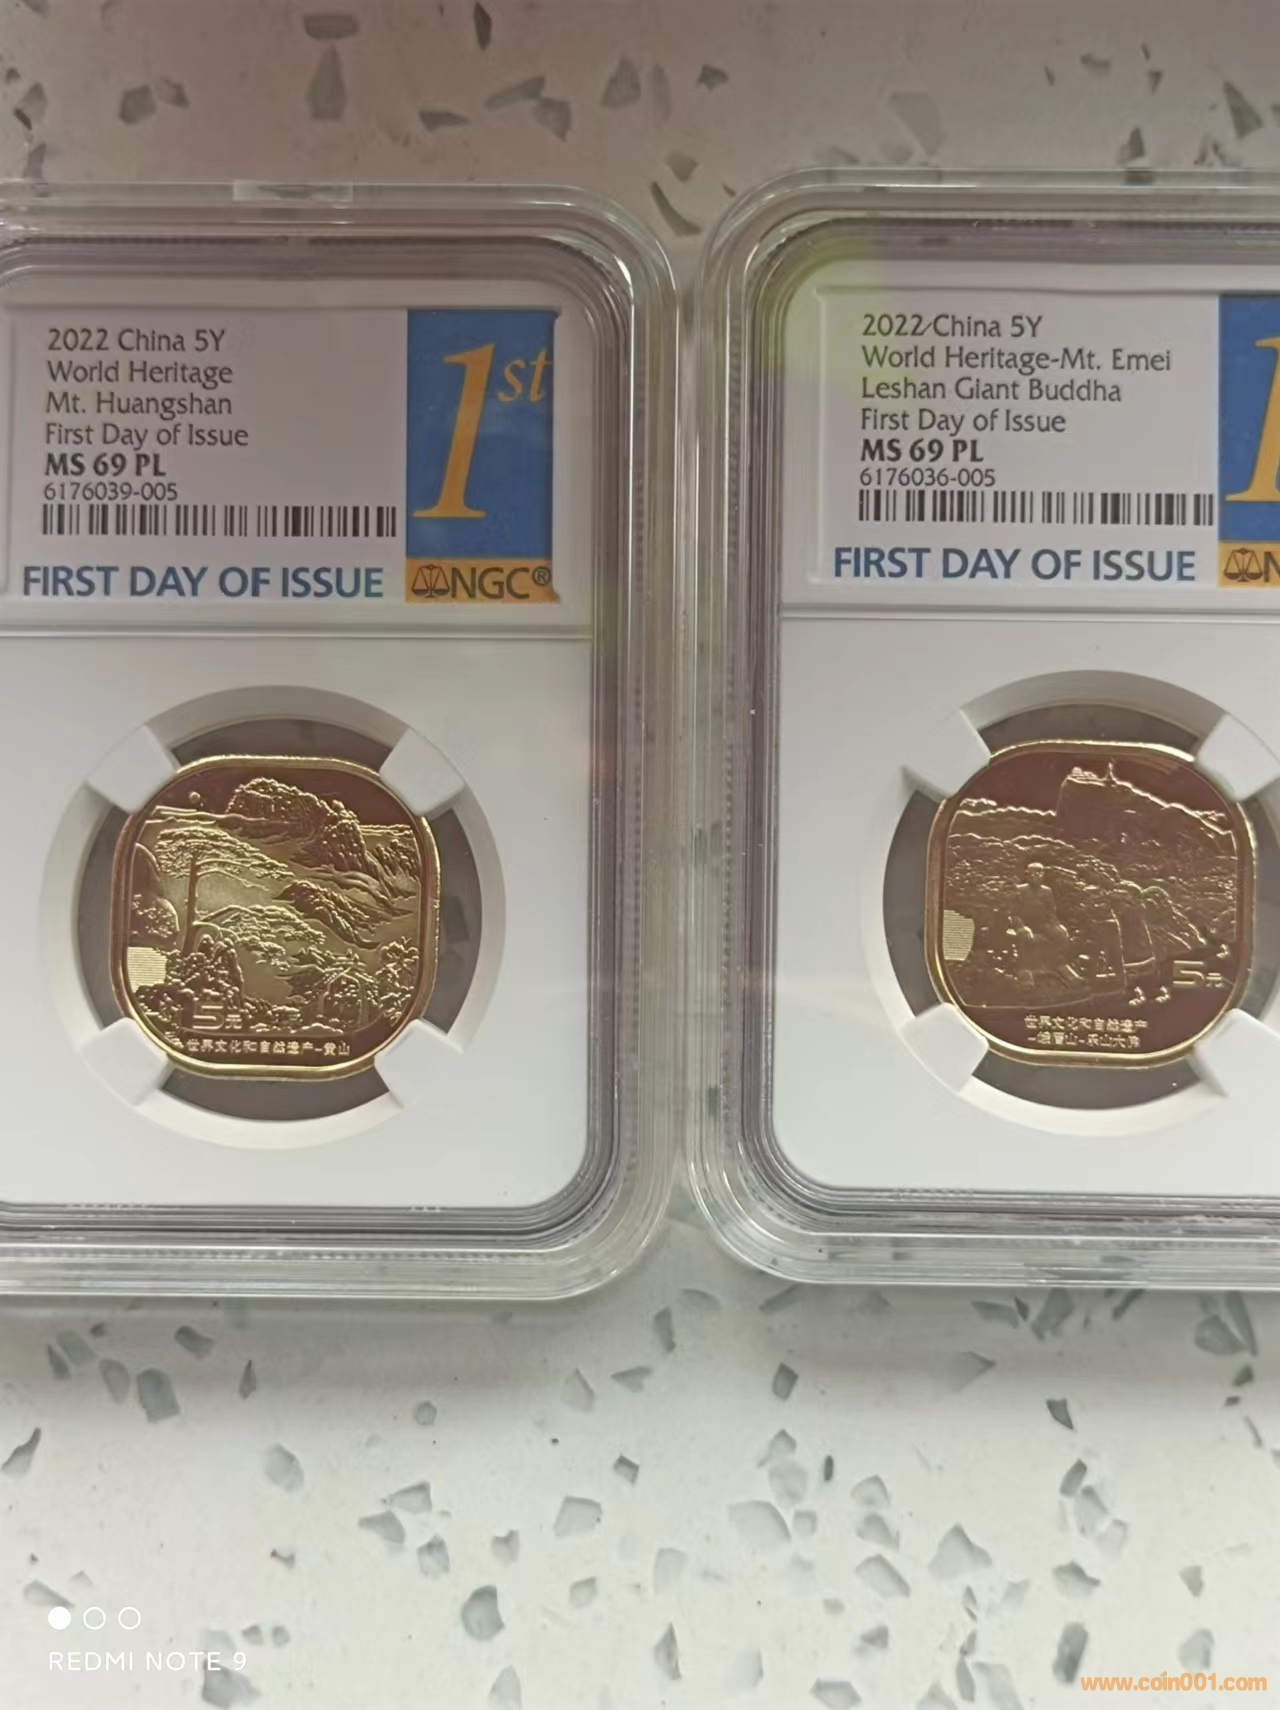 2022 China 5Y
World Heritage
Mt. Huangshan
First Day of Issue
MS 69 PL
6176039-005
FIRST DAY OF ISSUE
1st
NGC®
5元
世界文化和自然遗产-黄山
2022 China 5Y
World Heritage-Mt. Emei
Leshan Giant Buddha
First Day of Issue
MS 69 PL
6176036-005
FIRST DAY OF ISSUE
1
N
5元
世界文化和自然遗产
-峨眉山-乐山大佛
REDMI NOTE 9
www.coin001.com